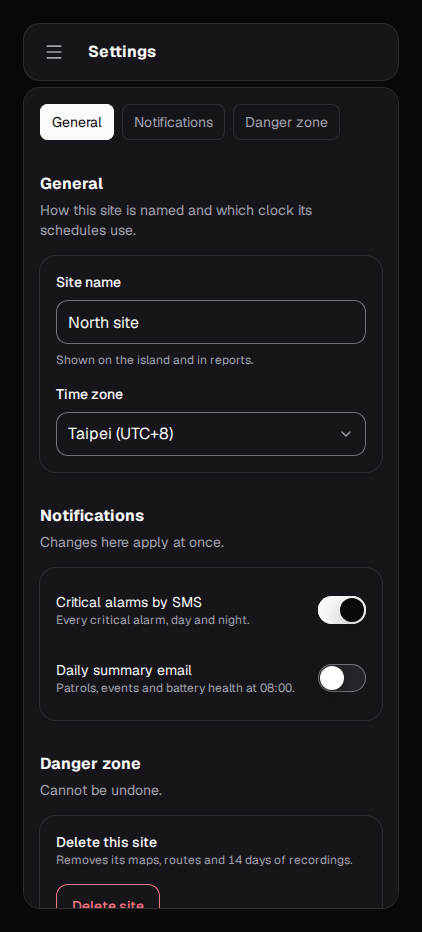 Settings
General
Notifications
Danger zone
General
How this site is named and which clock its
schedules use.
Site name
North site
Shown on the island and in reports.
Time zone
Taipei (UTC+8)
Notifications
Changes here apply at once.
Critical alarms by SMS
Every critical alarm, day and night.
Daily summary email
Patrols, events and battery health at 08:00.
Danger zone
Cannot be undone.
Delete this site
Removes its maps, routes and 14 days of recordings.
Delete site